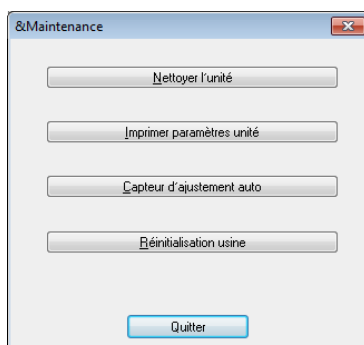 &Maintenance
Nettoyer l'unité
Imprimer paramètres unité
Capteur d'ajustement auto
Réinitialisation usine
Quitter